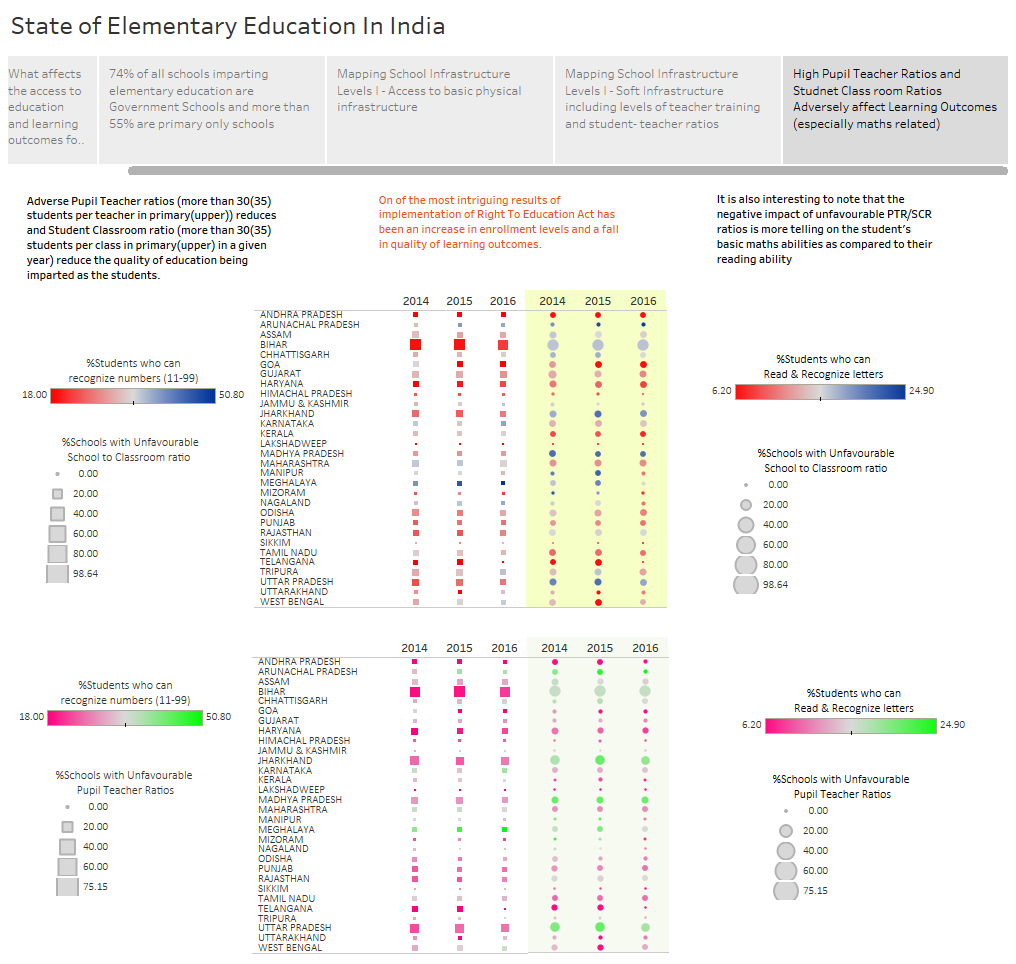 State of Elementary Education In India
What affects
the access to
education
and learning
outcomes fo..
74% of all schools imparting
elementary education are
Government Schools and more than
55% are primary only schools
Mapping School Infrastructure
Levels I - Access to basic physical
infrastructure
Mapping School Infrastructure
Levels I - Soft Infrastructure
including levels of teacher training
and student- teacher ratios
High Pupil Teacher Ratios and
Studnet Class room Ratios
Adversely affect Learning Outcomes
(especially maths related)
Adverse Pupil Teacher ratios (more than 30(35)
students per teacher in primary(upper)) reduces
and Student Classroom ratio (more than 30(35)
students per class in primary(upper) in a given
year) reduce the quality of education being
imparted as the students.
On of the most intriguing results of
implementation of Right To Education Act has
been an increase in enrollment levels and a fall
in quality of learning outcomes.
It is also interesting to note that the
negative impact of unfavourable PTR/SCR
ratios is more telling on the student's
basic maths abilities as compared to their
reading ability
2014 2015 2016 2014 2015 2016
ANDHRA PRADESH
ARUNACHAL PRADESH
ASSAM
BIHAR
CHHATTISGARH
GOA
GUJARAT
HARYANA
HIMACHAL PRADESH
JAMMU & KASHMIR
JHARKHAND
KARNATAKA
KERALA
LAKSHADWEEP
MADHYA PRADESH
MAHARASHTRA
MANIPUR
MEGHALAYA
MIZORAM
NAGALAND
ODISHA
PUNJAB
RAJASTHAN
SIKKIM
TAMIL NADU
TELANGANA
TRIPURA
UTTAR PRADESH
UTTARAKHAND
WEST BENGAL
%Students who can
recognize numbers (11-99)
18.00 50.80
%Schools with Unfavourable
School to Classroom ratio
0.00
20.00
40.00
60.00
80.00
98.64
%Students who can
Read & Recognize letters
6.20 24.90
%Schools with Unfavourable
School to Classroom ratio
0.00
20.00
40.00
60.00
80.00
98.64
2014 2015 2016 2014 2015 2016
ANDHRA PRADESH
ARUNACHAL PRADESH
ASSAM
BIHAR
CHHATTISGARH
GOA
GUJARAT
HARYANA
HIMACHAL PRADESH
JAMMU & KASHMIR
JHARKHAND
KARNATAKA
KERALA
LAKSHADWEEP
MADHYA PRADESH
MAHARASHTRA
MANIPUR
MEGHALAYA
MIZORAM
NAGALAND
ODISHA
PUNJAB
RAJASTHAN
SIKKIM
TAMIL NADU
TELANGANA
TRIPURA
UTTAR PRADESH
UTTARAKHAND
WEST BENGAL
%Students who can
recognize numbers (11-99)
18.00 50.80
%Schools with Unfavourable
Pupil Teacher Ratios
0.00
20.00
40.00
60.00
75.15
%Students who can
Read & Recognize letters
6.20 24.90
%Schools with Unfavourable
Pupil Teacher Ratios
0.00
20.00
40.00
60.00
75.15